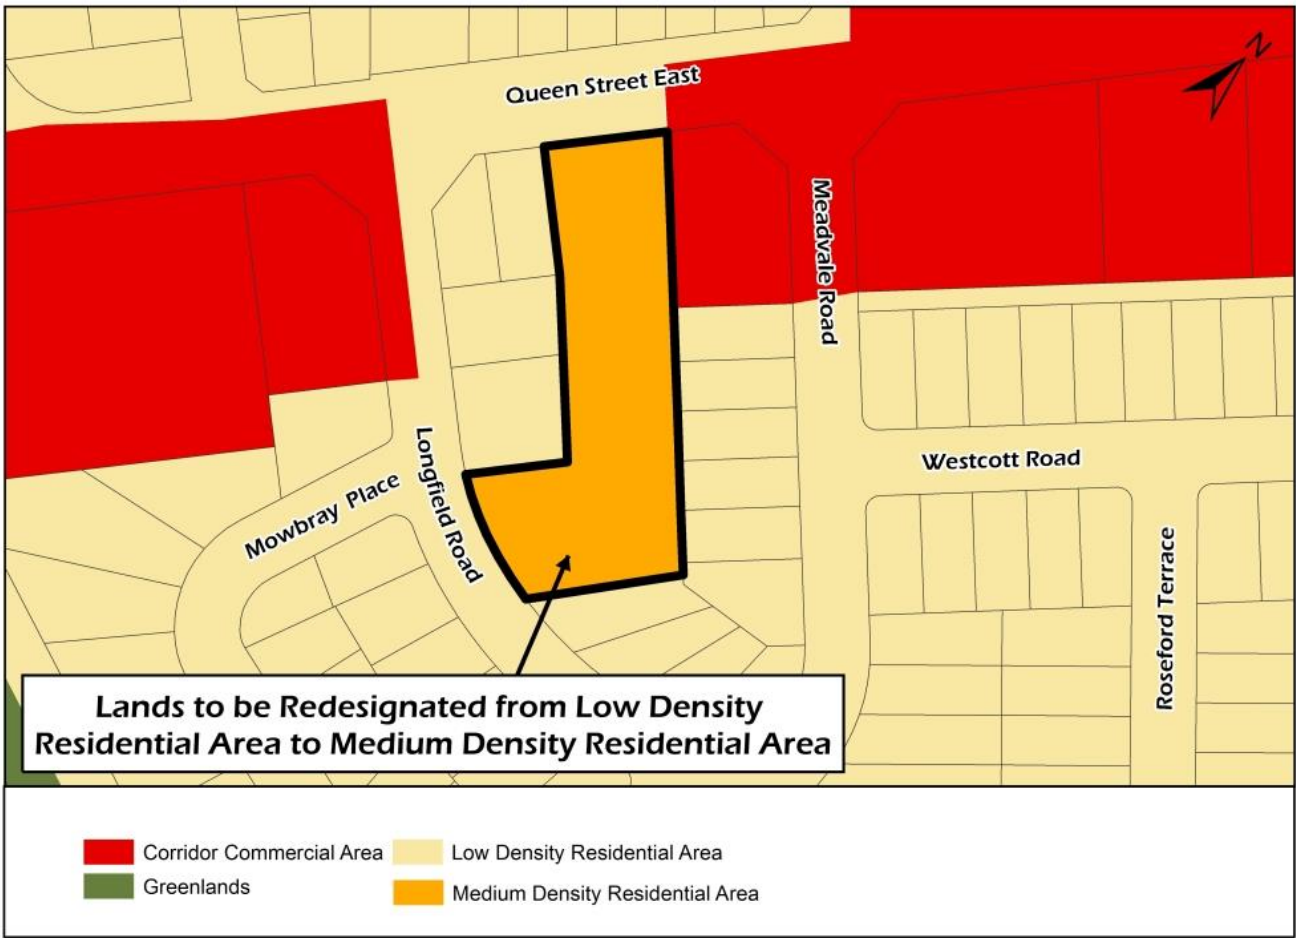 N
Queen Street East
Meadvale Road
Longfield Road
Mowbray Place
Westcott Road
Roseford Terrace
Lands to be Redesignated from Low Density
Residential Area to Medium Density Residential Area
Corridor Commercial Area
Low Density Residential Area
Greenlands
Medium Density Residential Area